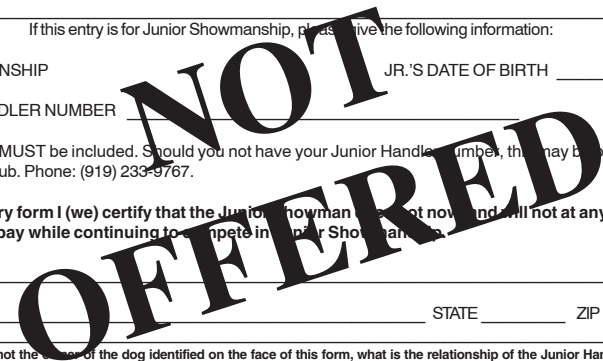 If this entry is for Junior Showmanship, please give the following information:
NSHIP JR.'S DATE OF BIRTH
DLER NUMBER
MUST be included. Should you not have your Junior Handler number, this may be
ub. Phone: (919) 233-9767.
ry form I (we) certify that the Junior Showman does not now and will not at any
pay while continuing to compete in Junior Showmanship.
STATE ZIP
not the owner of the dog identified on the face of this form, what is the relationship of the Junior Han
NOT
OFFERED